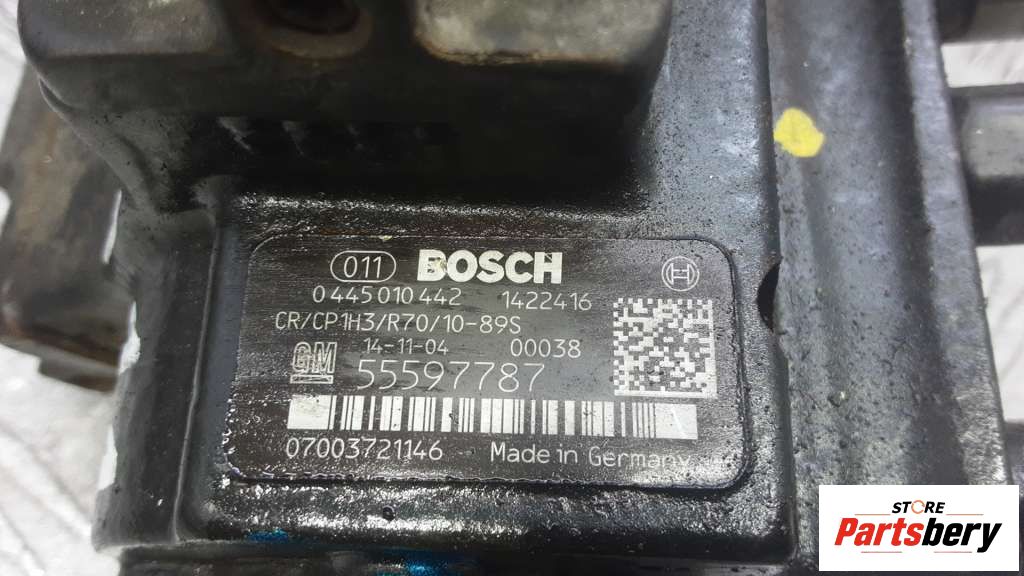 011 BOSCH
0 445 010 442 1422416
CR/CP1H3/R70/10-89S
14-11-04 00038
GM 55597787
07003721146 Made in Germany
STORE
Partsbery